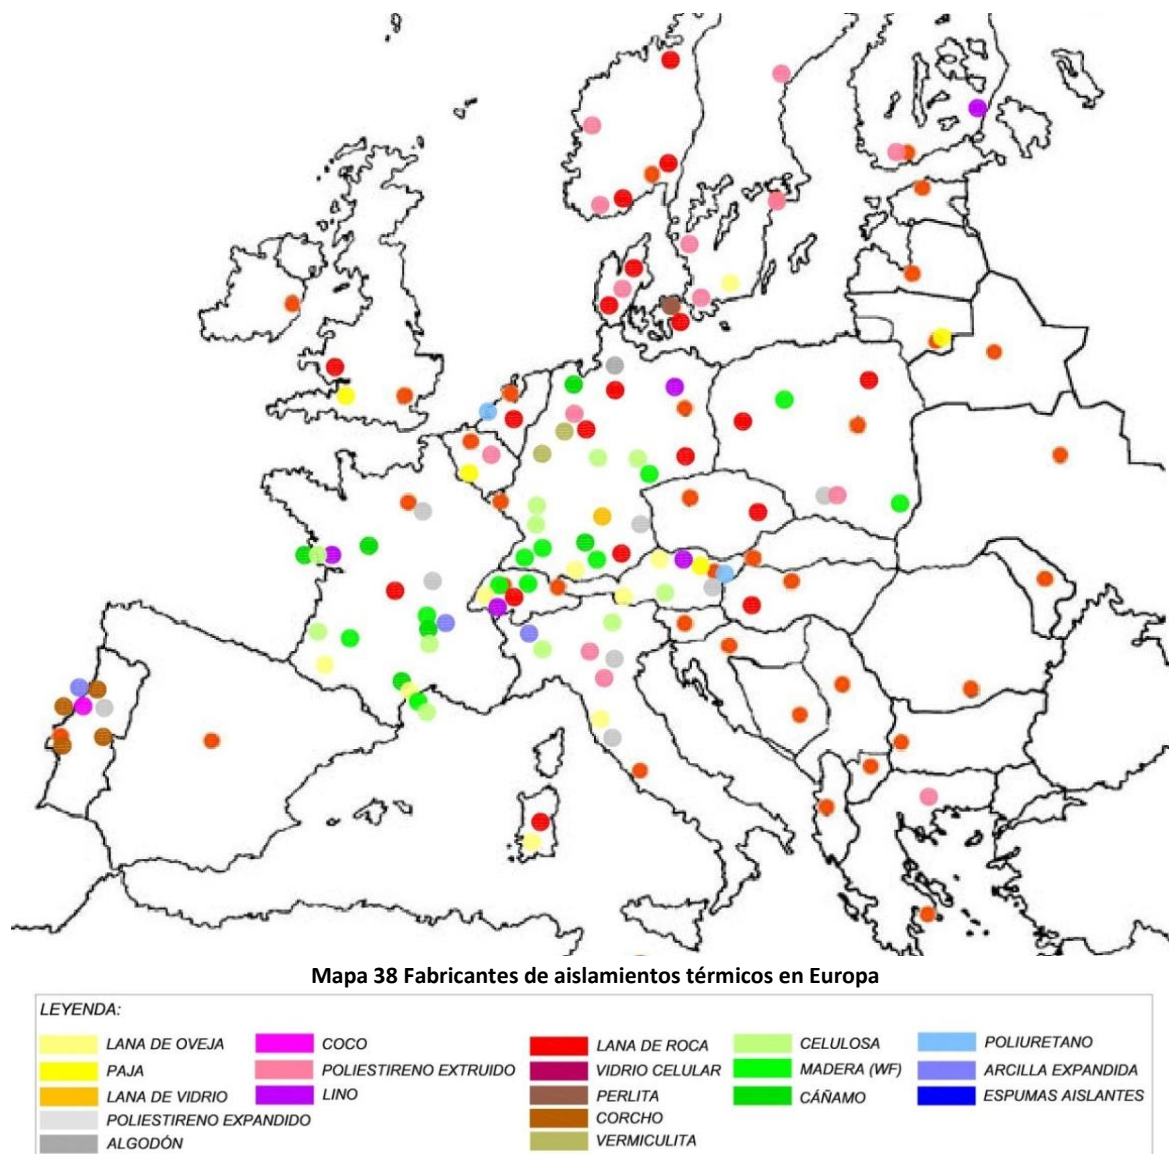 Mapa 38 Fabricantes de aislamientos térmicos en Europa
LEYENDA:
LANA DE OVEJA
PAJA
LANA DE VIDRIO
POLIESTIRENO EXPANDIDO
ALGODÓN
COCO
POLIESTIRENO EXTRUIDO
LINO
LANA DE ROCA
VIDRIO CELULAR
PERLITA
CORCHO
VERMICULITA
CELULOSA
MADERA (WF)
CÁÑAMO
POLIURETANO
ARCILLA EXPANDIDA
ESPUMAS AISLANTES